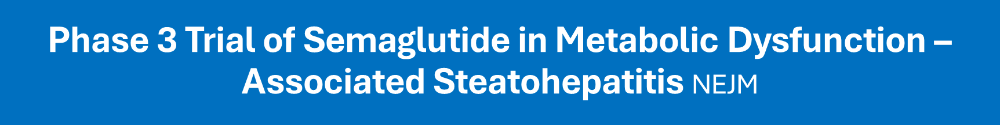 Phase 3 Trial of Semaglutide in Metabolic Dysfunction –
Associated Steatohepatitis NEJM